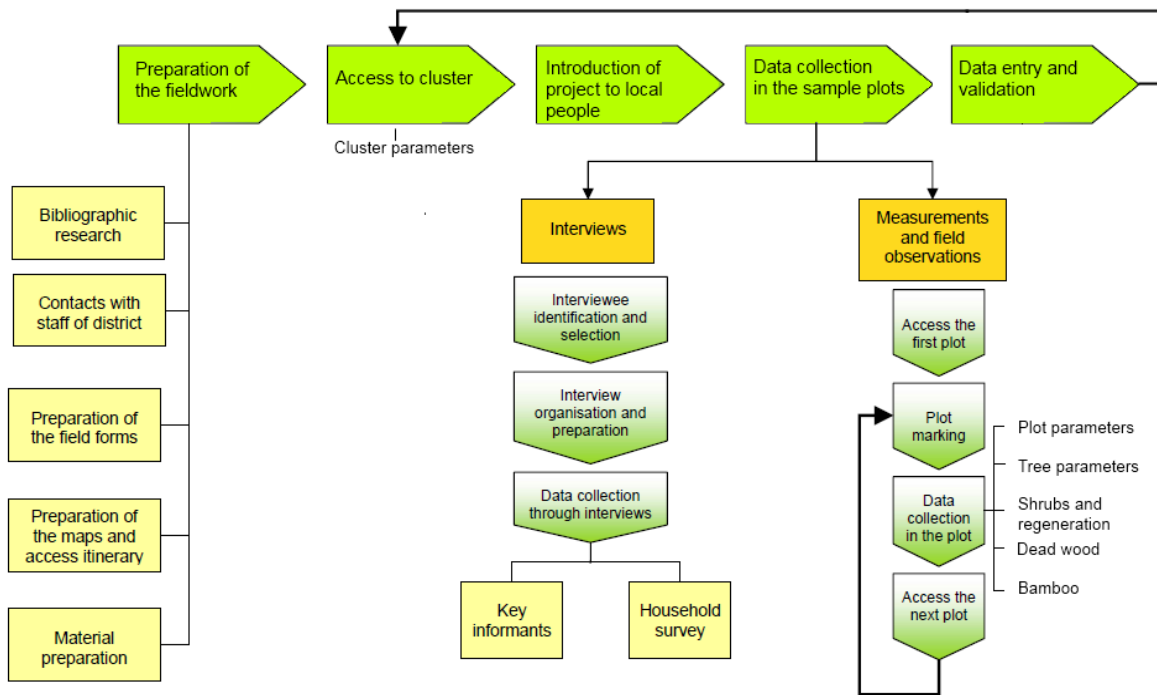 Preparation of
the fieldwork
Access to cluster
Introduction of
project to local
people
Data collection
in the sample plots
Data entry and
validation
Cluster parameters
Bibliographic
research
Contacts with
staff of district
Preparation of
the field forms
Preparation of
the maps and
access itinerary
Material
preparation
Interviews
Interviewee
identification and
selection
Interview
organisation and
preparation
Data collection
through interviews
Key
informants
Household
survey
Measurements
and field
observations
Access the
first plot
Plot
marking
Data
collection
in the plot
Access the
next plot
Plot parameters
Tree parameters
Shrubs and
regeneration
Dead wood
Bamboo